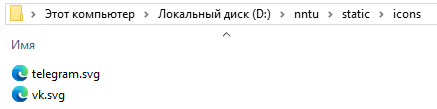 Этот компьютер > Локальный диск (D:) > nntu > static > icons
Имя
telegram.svg
vk.svg